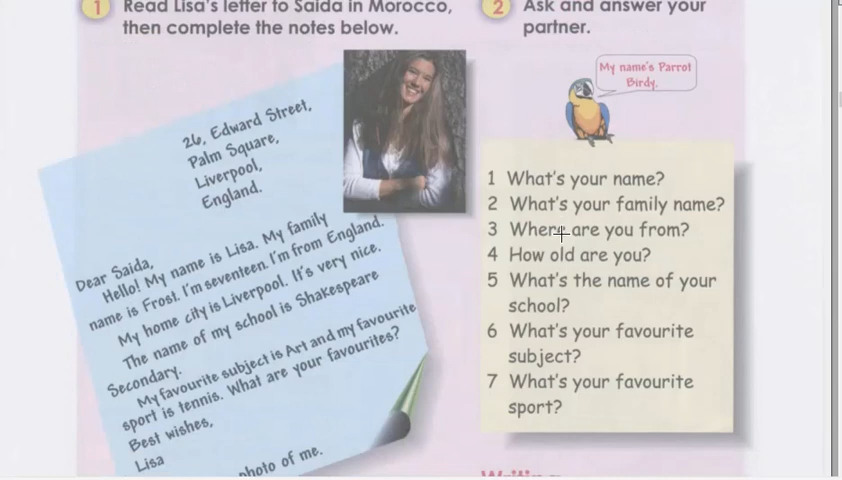 1 Read Lisa's letter to Saida in Morocco,
then complete the notes below.
26, Edward Street,
Palm Square,
Liverpool,
England.
Dear Saida,
Hello! My name is Lisa. My family
name is Frost. I'm seventeen. I'm from England.
My home city is Liverpool. It's very nice.
The name of my school is Shakespeare
Secondary.
My favourite subject is Art and my favourite
sport is tennis. What are your favourites?
Best wishes,
Lisa
photo of me.
2 Ask and answer your
partner.
My name's Parrot
Birdy.
1 What's your name?
2 What's your family name?
3 Where are you from?
4 How old are you?
5 What's the name of your
school?
6 What's your favourite
subject?
7 What's your favourite
sport?